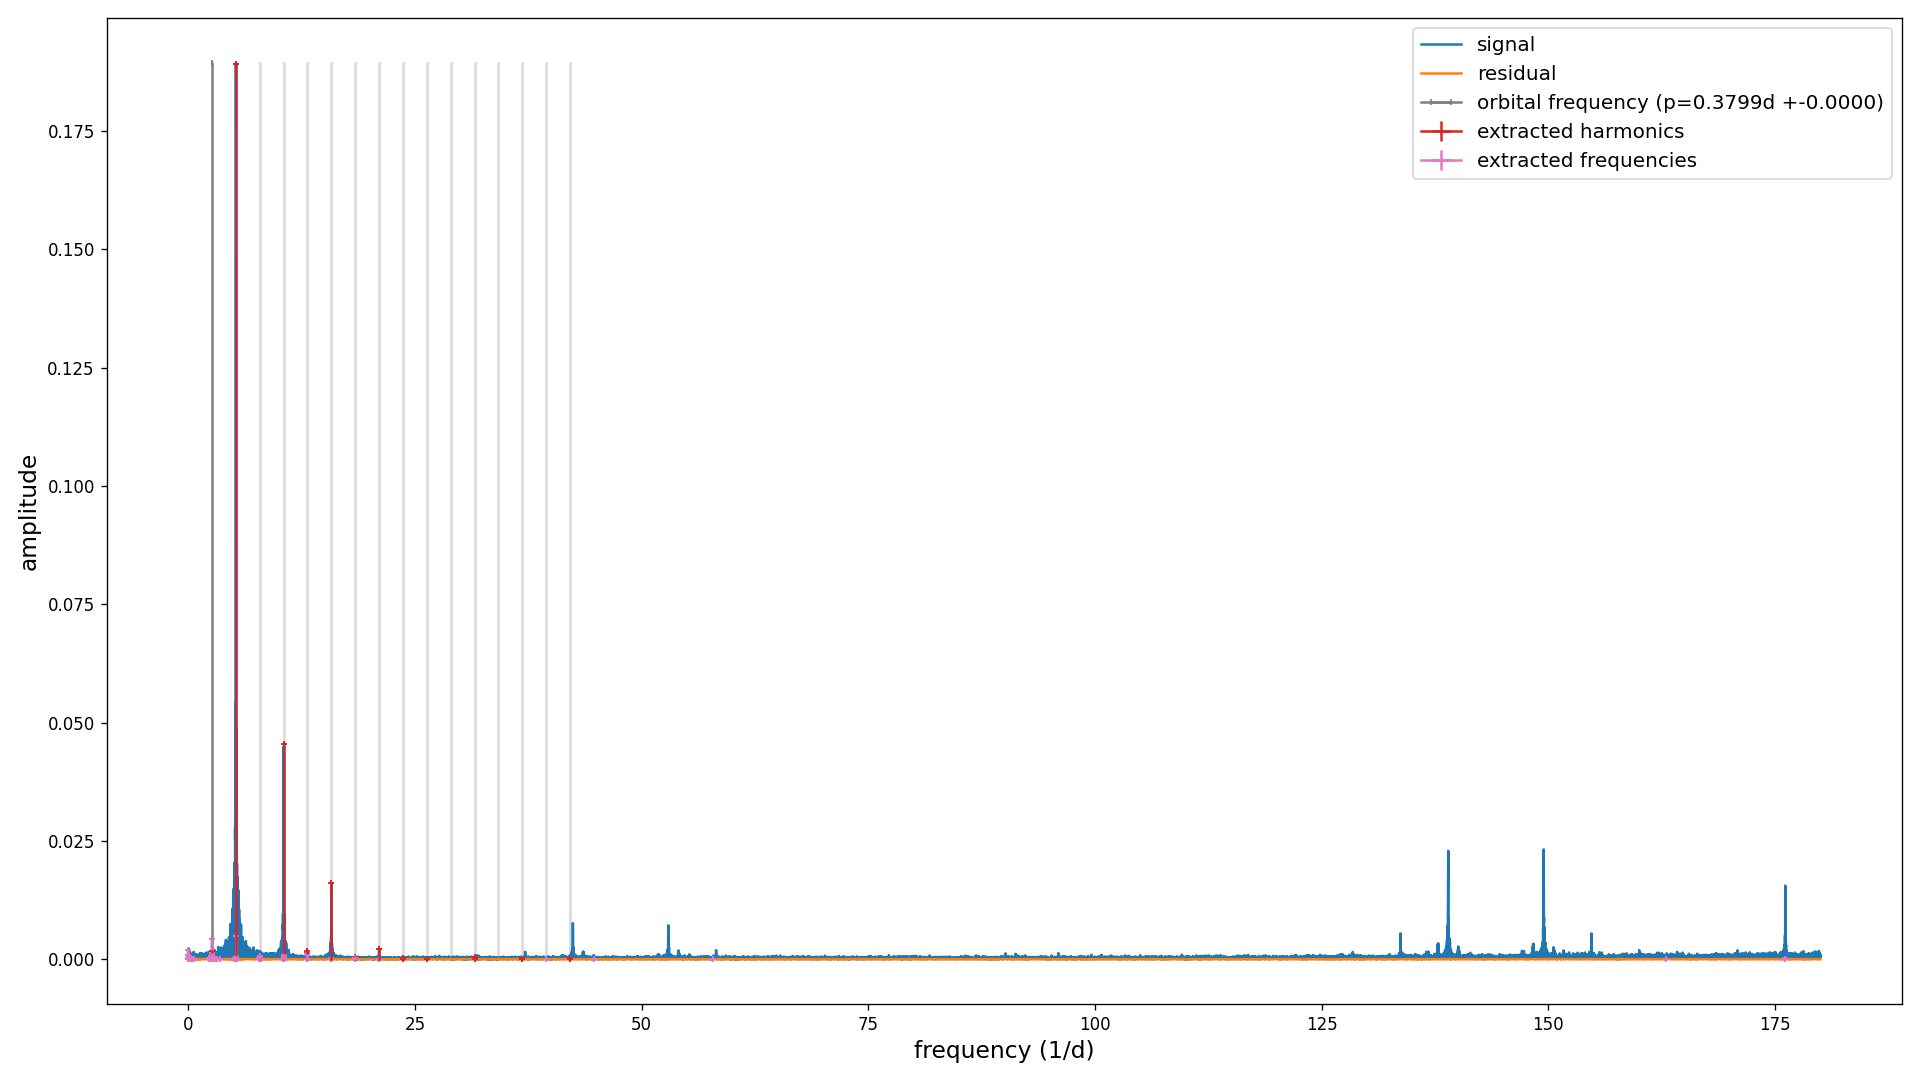 signal
residual
orbital frequency (p=0.3799d +-0.0000)
extracted harmonics
extracted frequencies
0.175
0.150
0.125
0.100
0.075
0.050
0.025
0.000
amplitude
0 25 50 75 100 125 150 175
frequency (1/d)